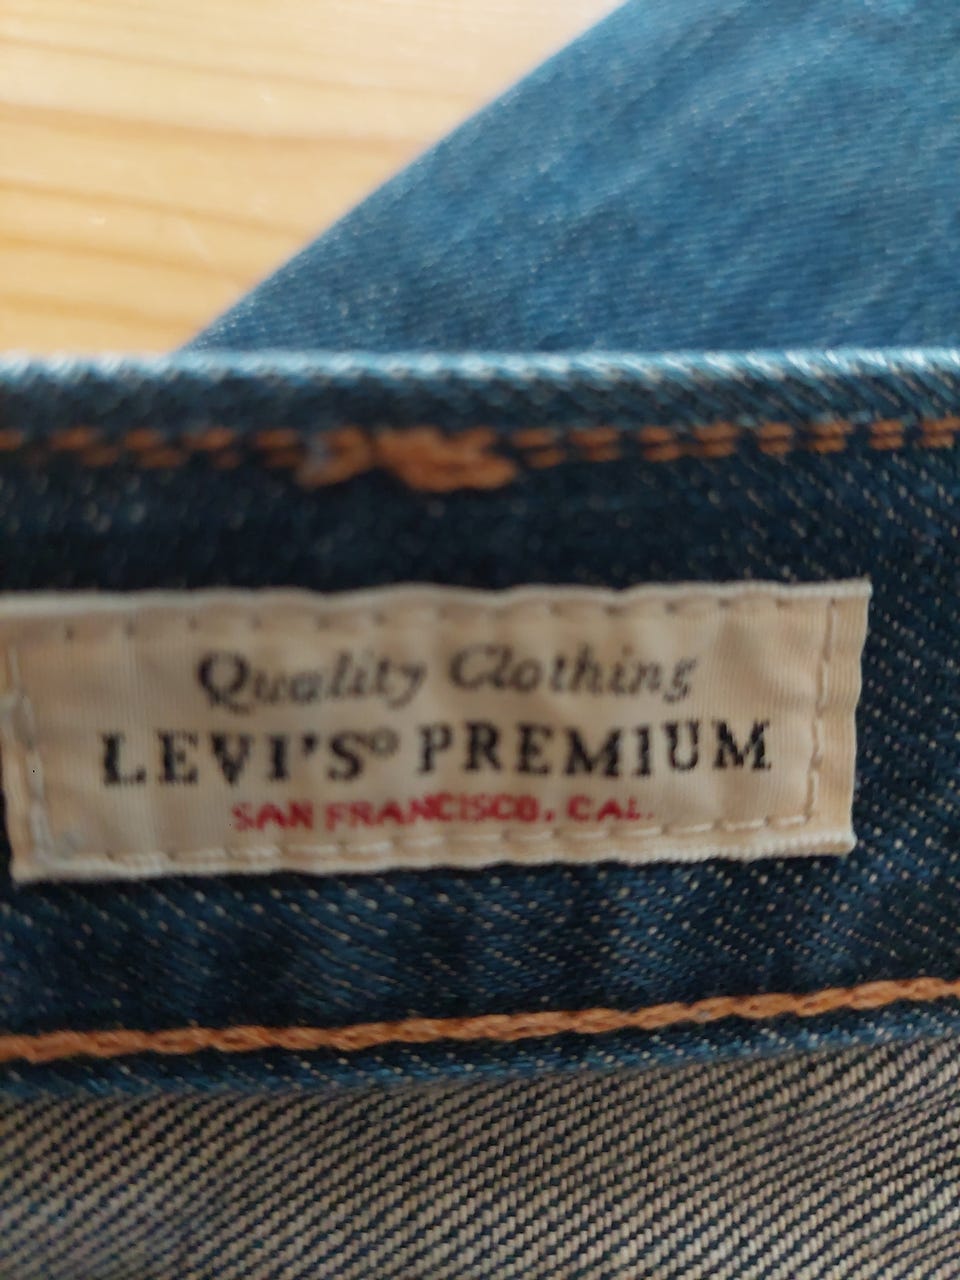 Quality Clothing
LEVI'S® PREMIUM
SAN FRANCISCO, CAL.